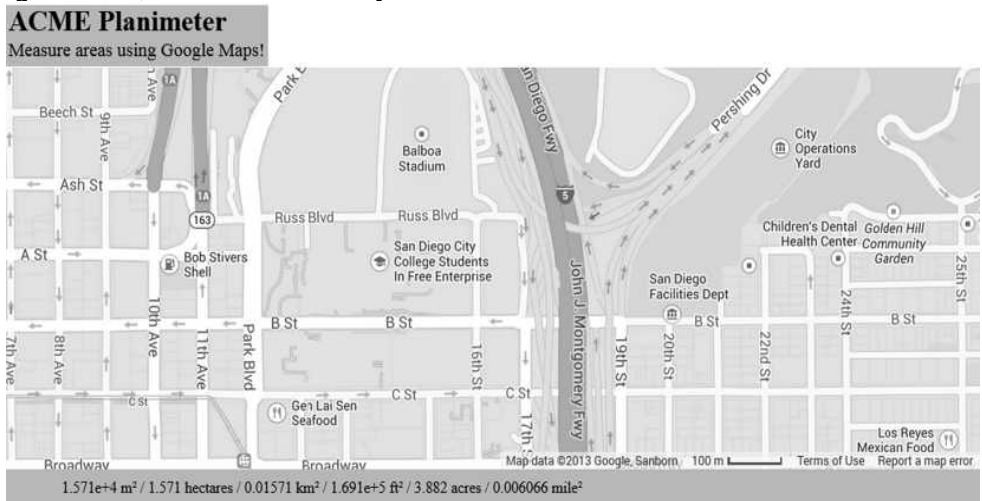 ACME Planimeter
Measure areas using Google Maps!
1A
Park B
San Diego Fwy
Pershing Dr
Beech St
9th Ave
Ave
Balboa
Stadium
City
Operations
Yard
Ash St
1A
163
5
Russ Blvd
Russ Blvd
Children's Dental
Health Center
Golden Hill
Community
Garden
A St
Bob Stivers
Shell
San Diego City
College Students
In Free Enterprise
John J. Montgomery Fwy
San Diego
Facilities Dept
25th St
24th St
10th Ave
11th Ave
Park Blvd
B St
B St
B St
B St
7th Ave
8th Ave
16th St
19th St
20th St
22nd St
C St
C St
C St
Gen Lai Sen
Seafood
17th S
Los Reyes
Mexican Food
Broadway
Broadway
Map data ©2013 Google, Sanborn
100 m
Terms of Use
Report a map error
1.571e+4 m² / 1.571 hectares / 0.01571 km² / 1.691e+5 ft² / 3.882 acres / 0.006066 mile²